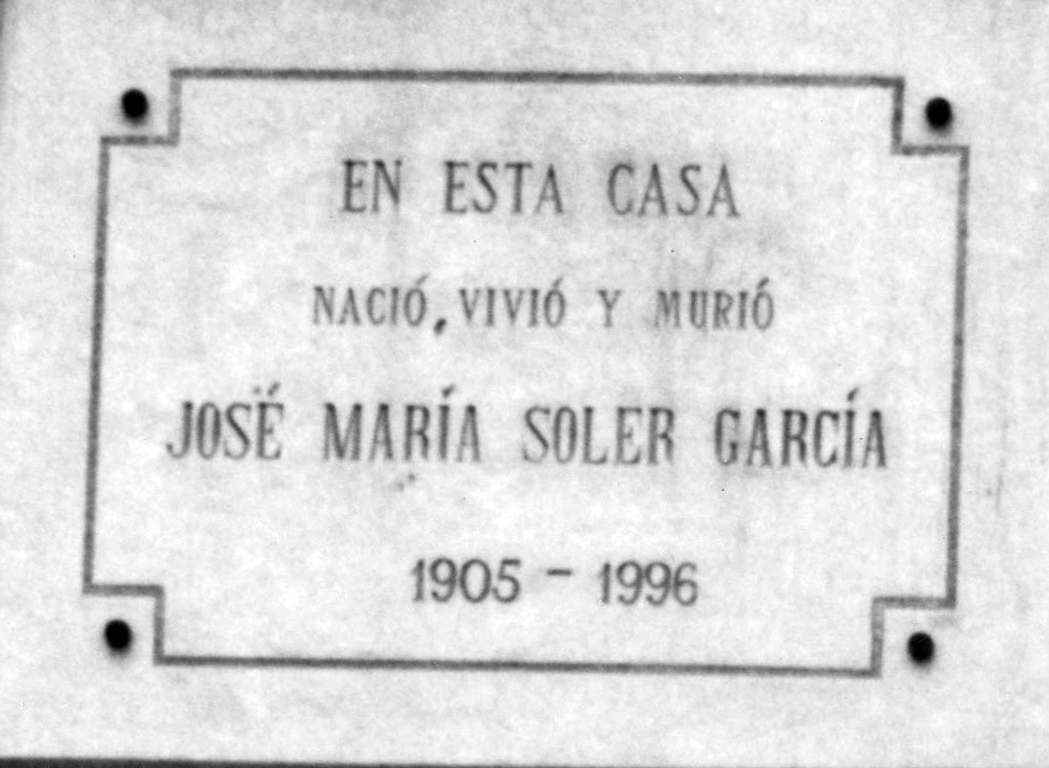 EN ESTA CASA
NACIÓ, VIVIÓ Y MURIÓ
JOSÉ MARÍA SOLER GARCÍA
1905 - 1996